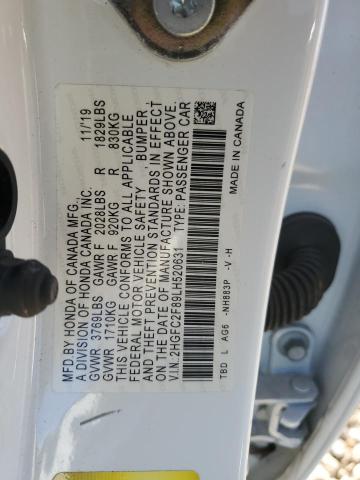 MFD. BY HONDA OF CANADA MFG.,
A DIVISION OF HONDA CANADA INC. 11/19
GVWR 3769LBS GAWR F 2028LBS R 1829LBS
GVWR 1710KG GAWR F 920KG R 830KG
THIS VEHICLE CONFORMS TO ALL APPLICABLE
FEDERAL MOTOR VEHICLE SAFETY, BUMPER
AND THEFT PREVENTION STANDARD IN EFFECT
ON THE DATE OF MANUFACTURE SHOWN ABOVE.
V.I.N.: 2HGFC2F89LH520631 TYPE: PASSENGER CAR
TBD L AG6 -NH883P -V -H MADE IN CANADA